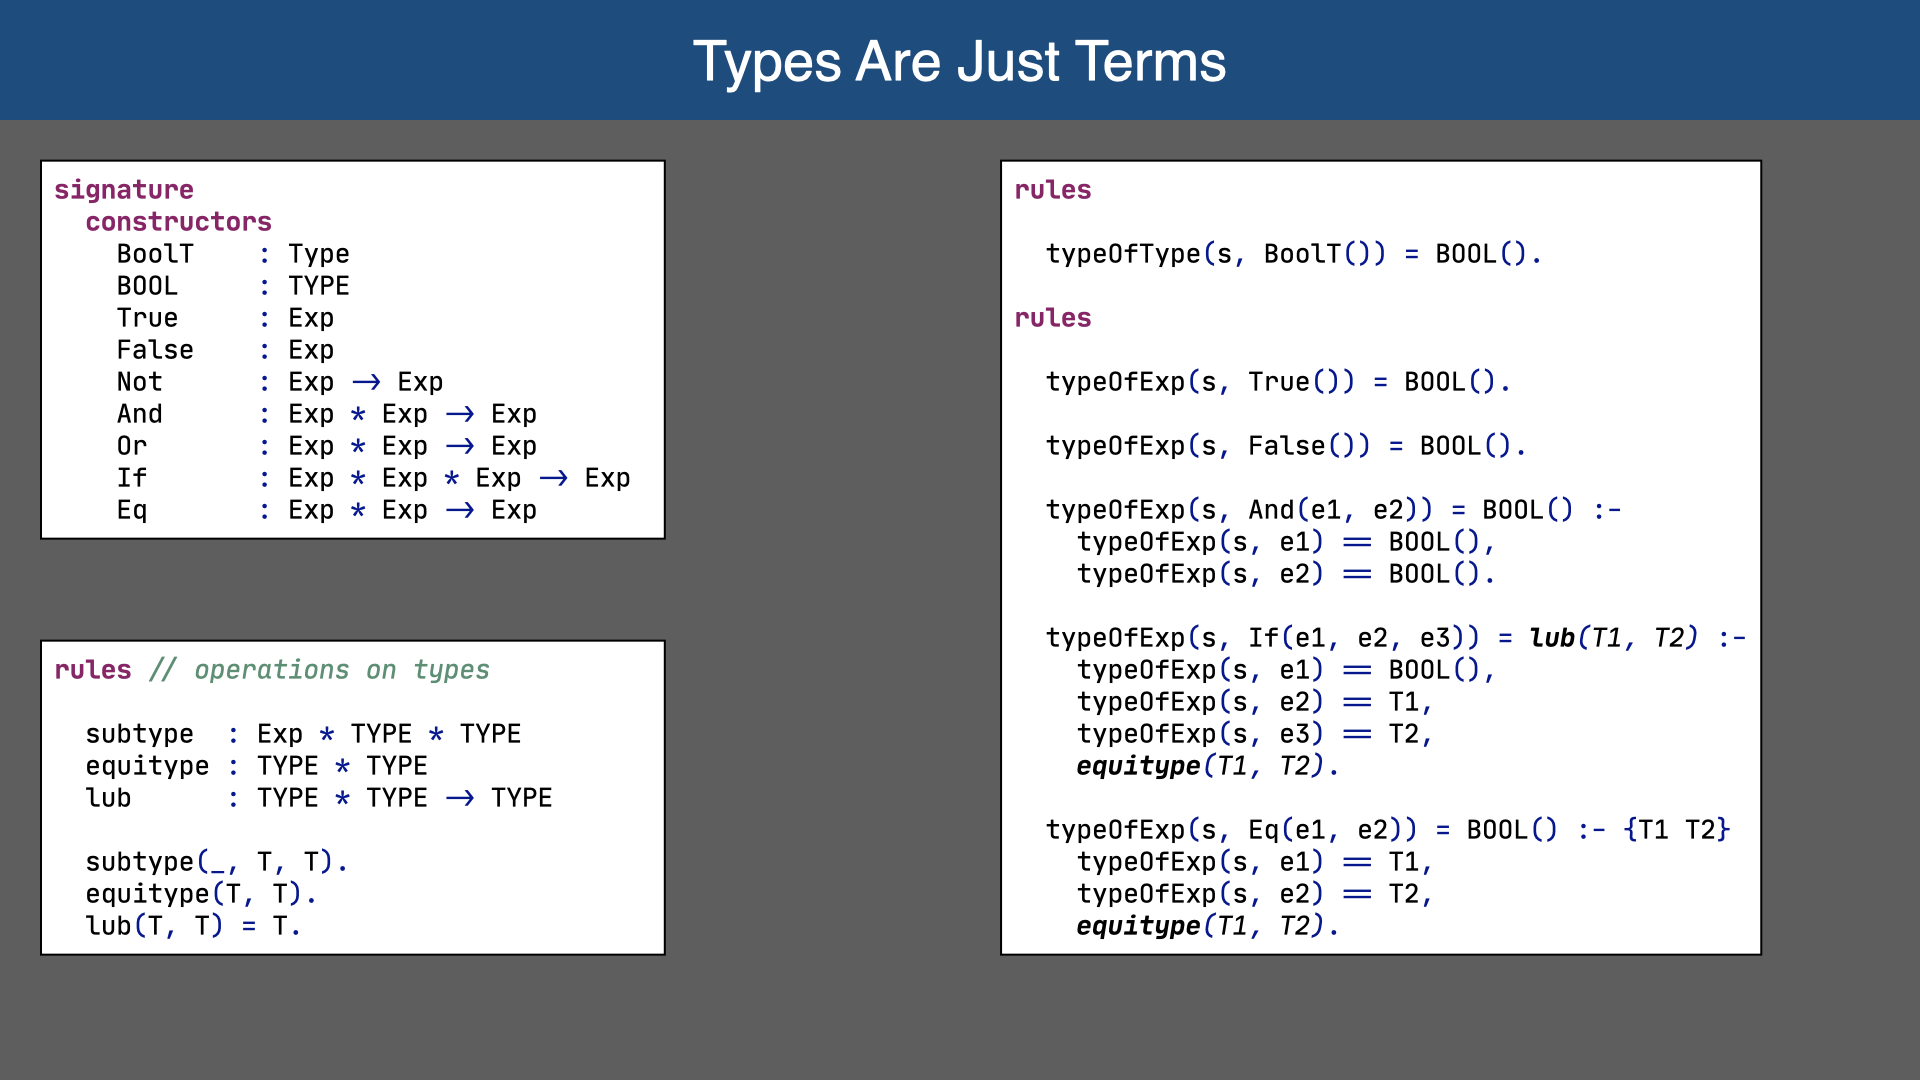 Types Are Just Terms
signature
  constructors
    BoolT    : Type
    BOOL     : TYPE
    True     : Exp
    False    : Exp
    Not      : Exp -> Exp
    And      : Exp * Exp -> Exp
    Or       : Exp * Exp -> Exp
    If       : Exp * Exp * Exp -> Exp
    Eq       : Exp * Exp -> Exp
rules // operations on types
  subtype  : Exp * TYPE * TYPE
  equitype : TYPE * TYPE
  lub      : TYPE * TYPE -> TYPE
  subtype(_, T, T).
  equitype(T, T).
  lub(T, T) = T.
rules
  typeOfType(s, BoolT()) = BOOL().
rules
  typeOfExp(s, True()) = BOOL().
  typeOfExp(s, False()) = BOOL().
  typeOfExp(s, And(e1, e2)) = BOOL() :-
    typeOfExp(s, e1) == BOOL(),
    typeOfExp(s, e2) == BOOL().
  typeOfExp(s, If(e1, e2, e3)) = lub(T1, T2) :-
    typeOfExp(s, e1) == BOOL(),
    typeOfExp(s, e2) == T1,
    typeOfExp(s, e3) == T2,
    equitype(T1, T2).
  typeOfExp(s, Eq(e1, e2)) = BOOL() :- {T1 T2}
    typeOfExp(s, e1) == T1,
    typeOfExp(s, e2) == T2,
    equitype(T1, T2).